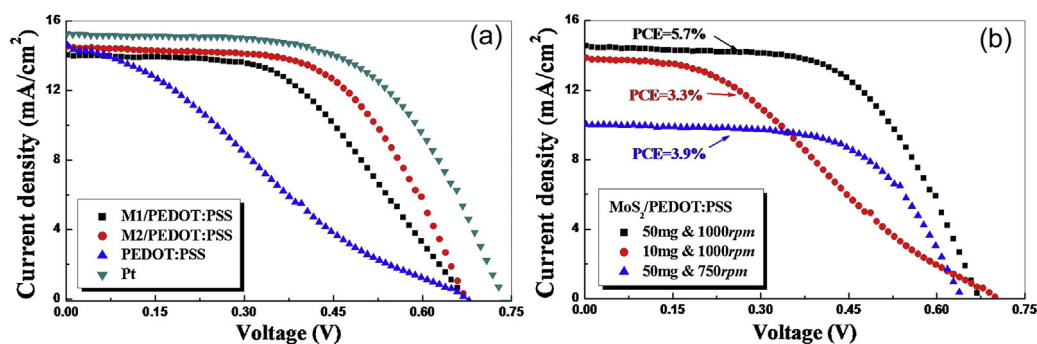 (a)
Current density (mA/cm²)
16
12
8
4
0
M1/PEDOT:PSS
M2/PEDOT:PSS
PEDOT:PSS
Pt
0.00 0.15 0.30 0.45 0.60 0.75
Voltage (V)
(b)
Current density (mA/cm²)
16
12
8
4
0
PCE=5.7%
PCE=3.3%
PCE=3.9%
MoS₂/PEDOT:PSS
50mg & 1000rpm
10mg & 1000rpm
50mg & 750rpm
0.00 0.15 0.30 0.45 0.60 0.75
Voltage (V)